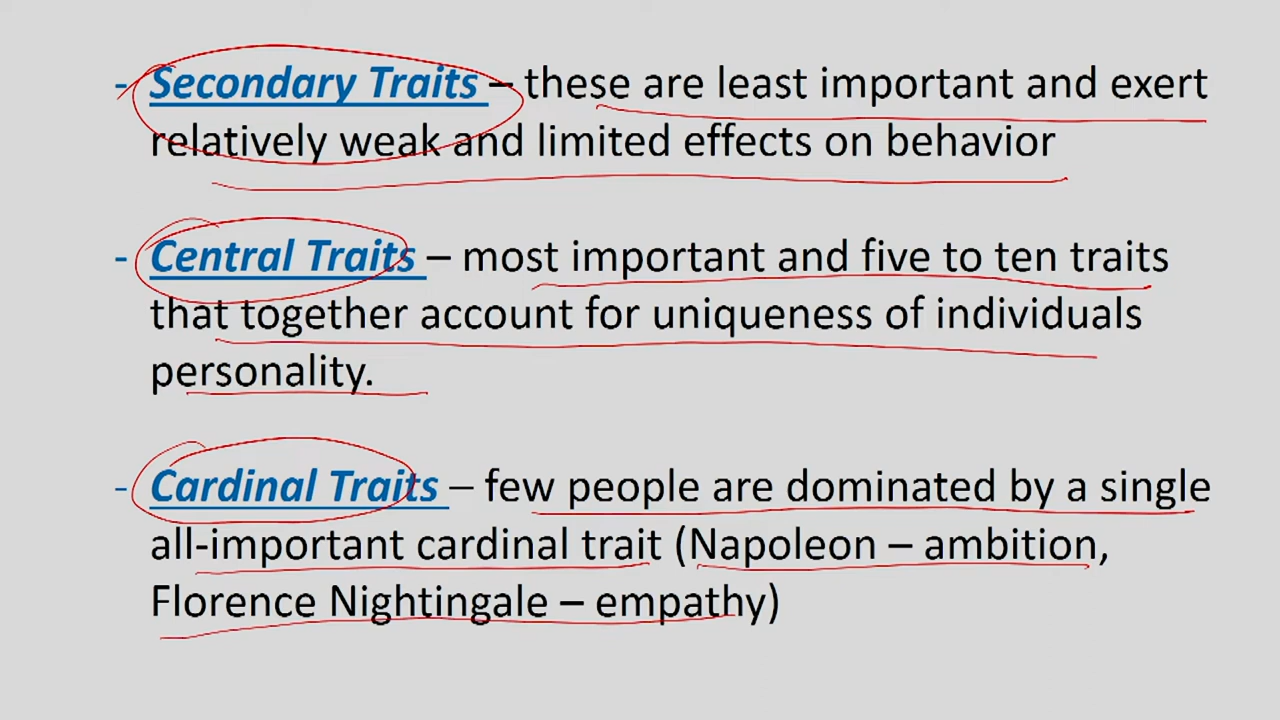 - Secondary Traits – these are least important and exert
relatively weak and limited effects on behavior
- Central Traits – most important and five to ten traits
that together account for uniqueness of individuals
personality.
- Cardinal Traits – few people are dominated by a single
all-important cardinal trait (Napoleon – ambition,
Florence Nightingale – empathy)